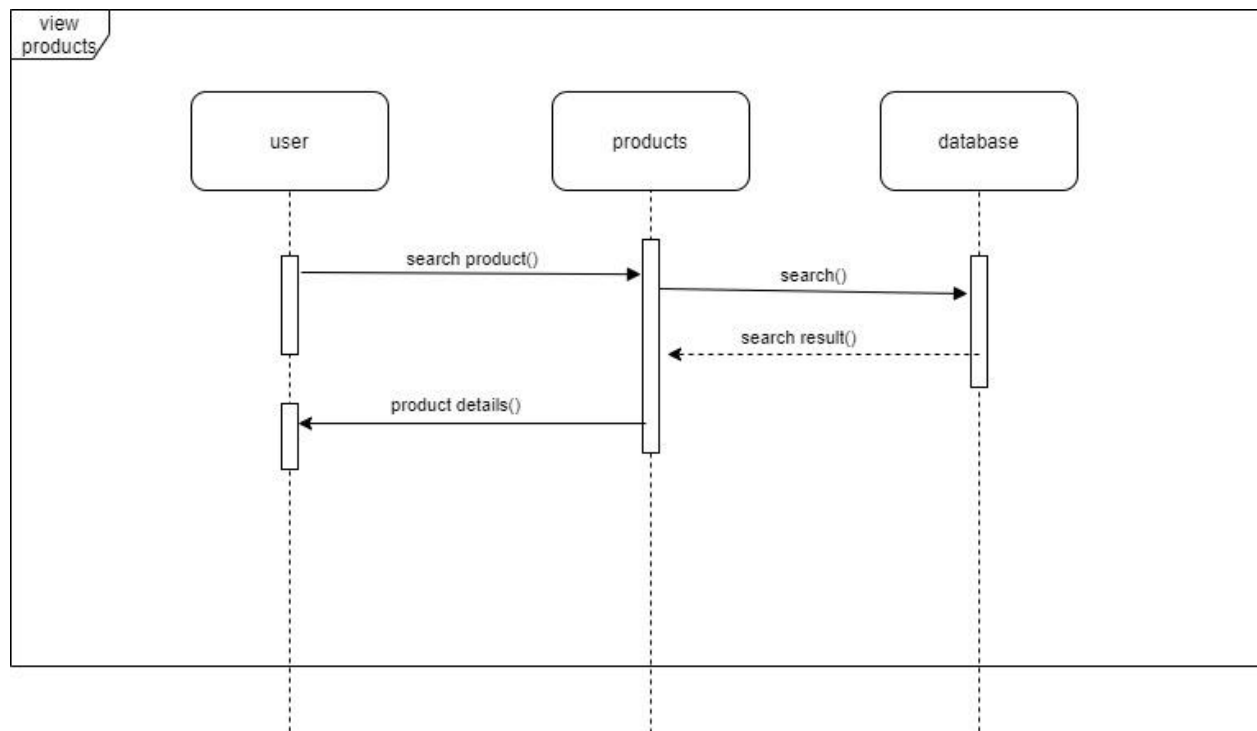 view
products
user
products
database
search product()
search()
search result()
product details()